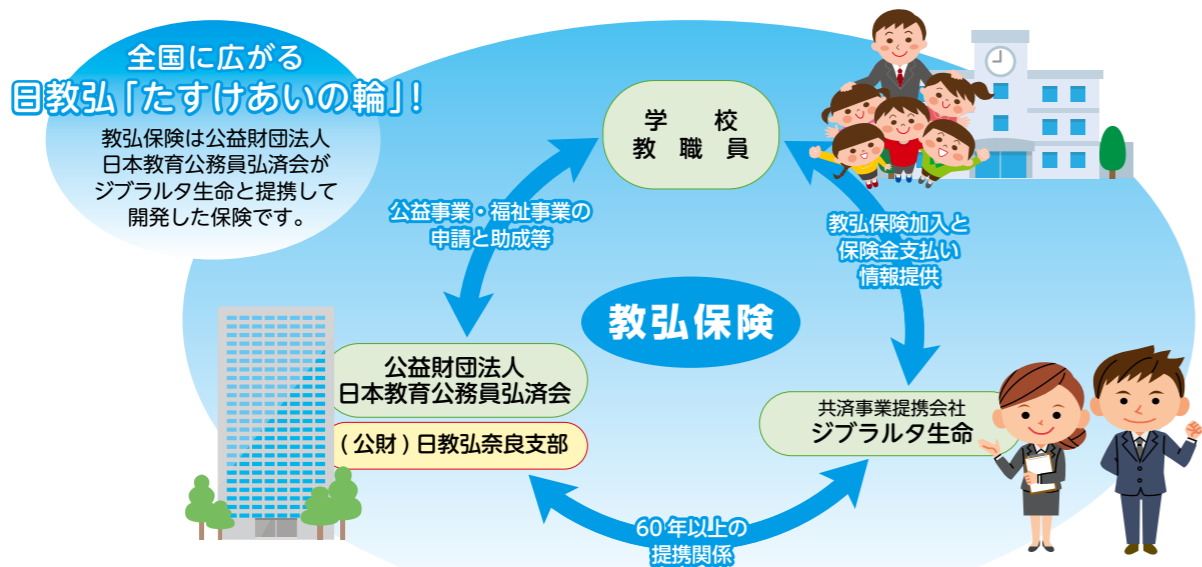 全国に広がる
日教弘「たすけあいの輪」!
教弘保険は公益財団法人
日本教育公務員弘済会が
ジブラルタ生命と提携して
開発した保険です。
学校
教職員
公益事業・福祉事業の
申請と助成等
教弘保険加入と
保険金支払い
情報提供
教弘保険
公益財団法人
日本教育公務員弘済会
(公財)日教弘奈良支部
共済事業提携会社
ジブラルタ生命
60年以上の
提携関係